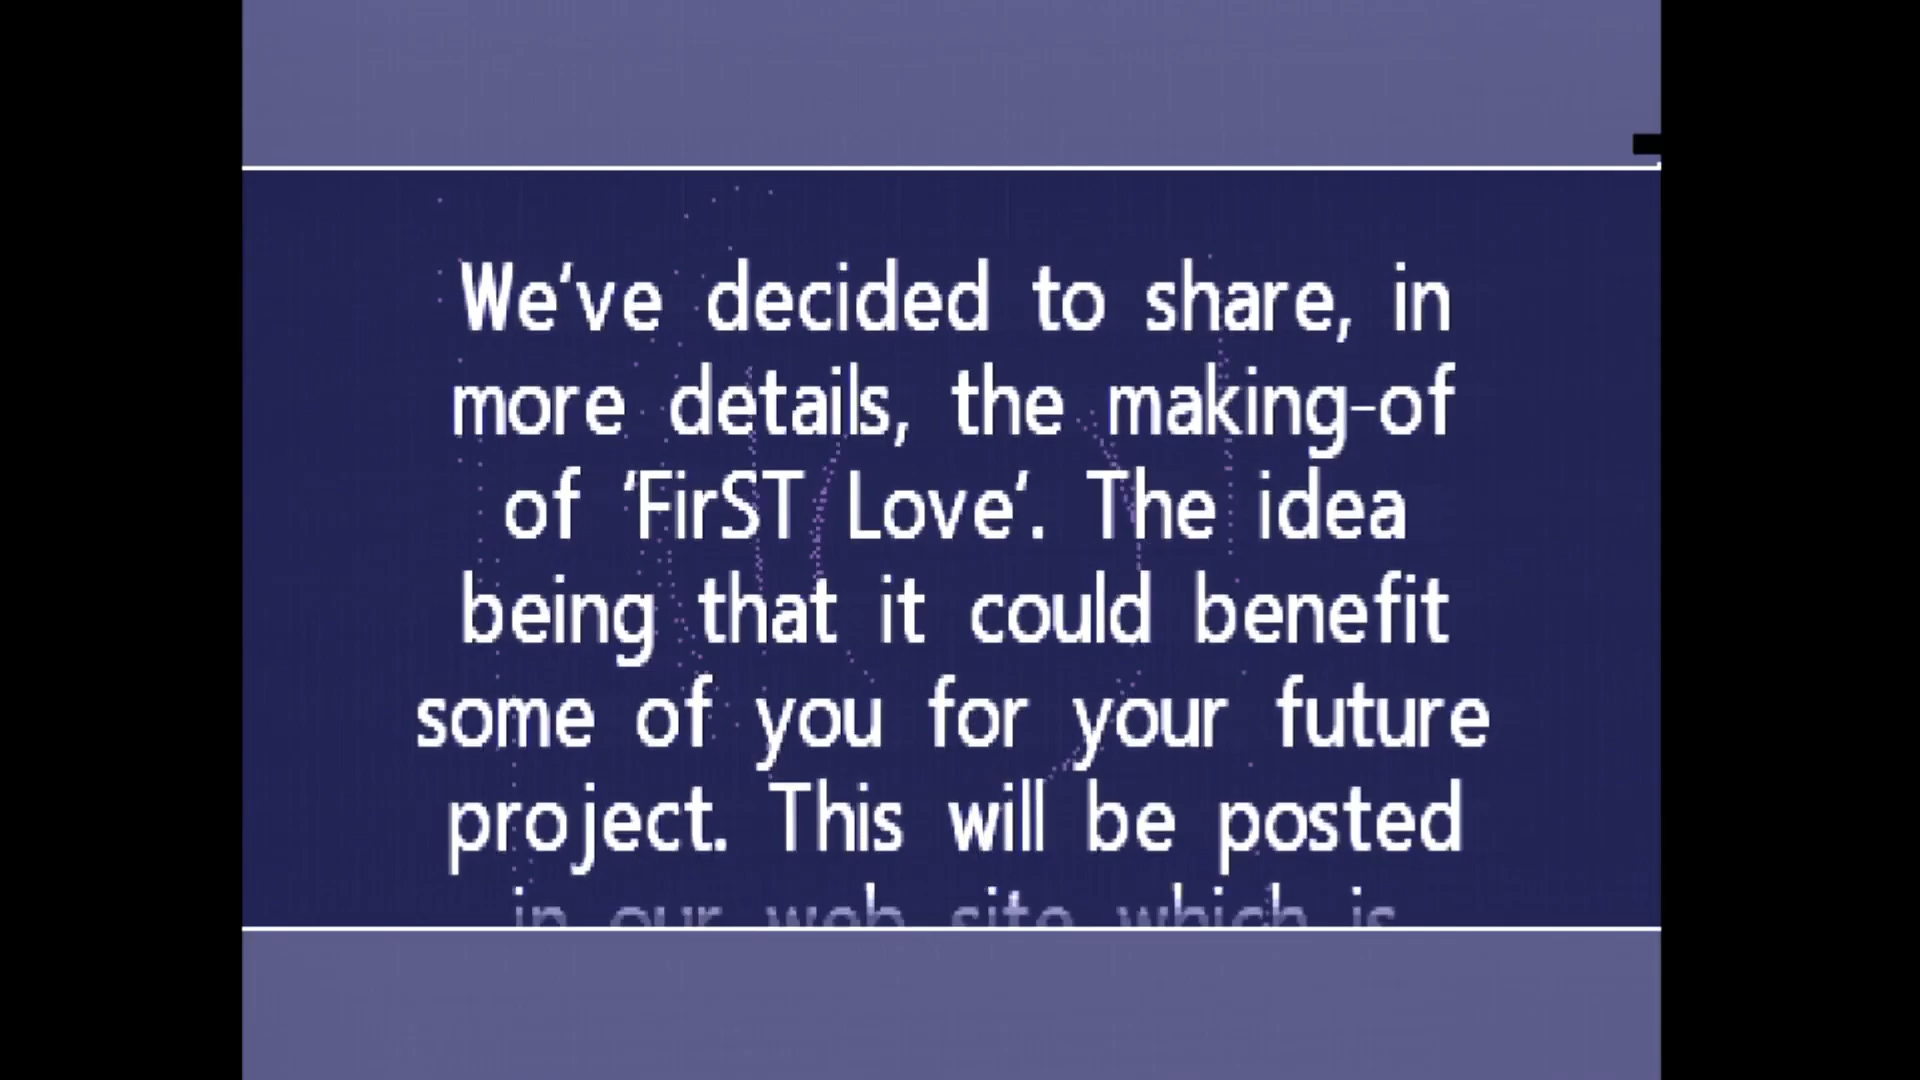 We've decided to share, in
more details, the making-of
of 'FirST Love'. The idea
being that it could benefit
some of you for your future
project. This will be posted
in our web site which is